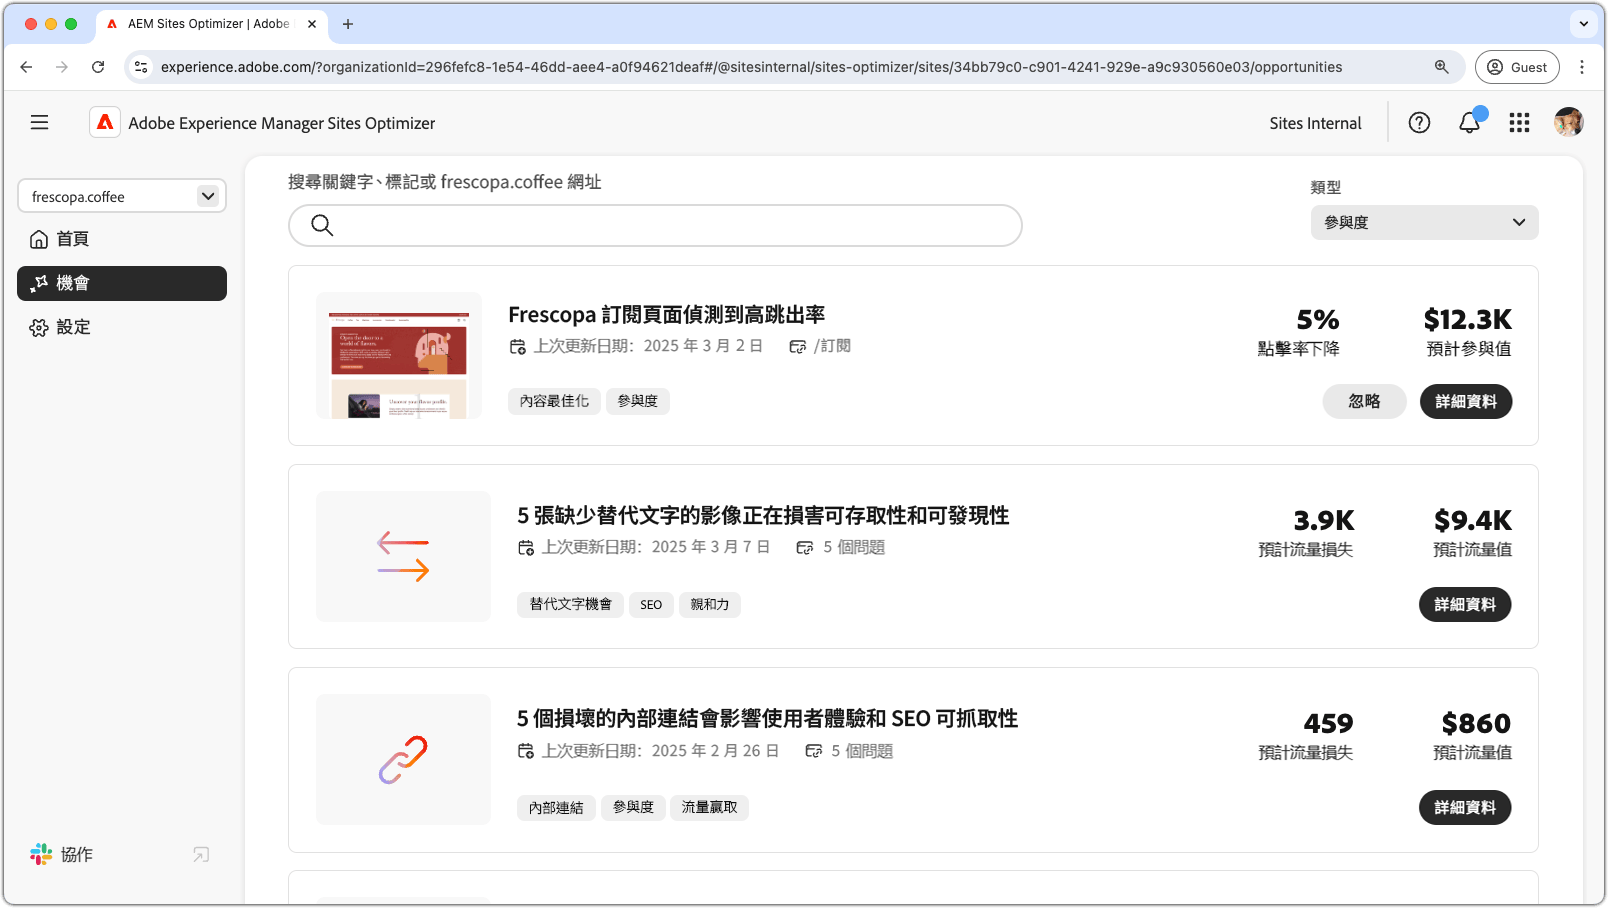 AEM Sites Optimizer | Adobe
experience.adobe.com/?organizationId=296fefc8-1e54-46dd-aee4-a0f94621deaf#/@sitesinternal/sites-optimizer/sites/34bb79c0-c901-4241-929e-a9c930560e03/opportunities
Guest
Adobe Experience Manager Sites Optimizer
Sites Internal
frescopa.coffee
首頁
機會
設定
協作
搜尋關鍵字、標記或 frescopa.coffee 網址
類型
參與度
Frescopa 訂閱頁面偵測到高跳出率
上次更新日期： 2025 年 3 月 2 日 /訂閱
內容最佳化 參與度
5%
點擊率下降
$12.3K
預計參與值
忽略 詳細資料
5 張缺少替代文字的影像正在損害可存取性和可發現性
上次更新日期： 2025 年 3 月 7 日 5 個問題
替代文字機會 SEO 親和力
3.9K
預計流量損失
$9.4K
預計流量值
詳細資料
5 個損壞的內部連結會影響使用者體驗和 SEO 可抓取性
上次更新日期： 2025 年 2 月 26 日 5 個問題
內部連結 參與度 流量贏取
459
預計流量損失
$860
預計流量值
詳細資料